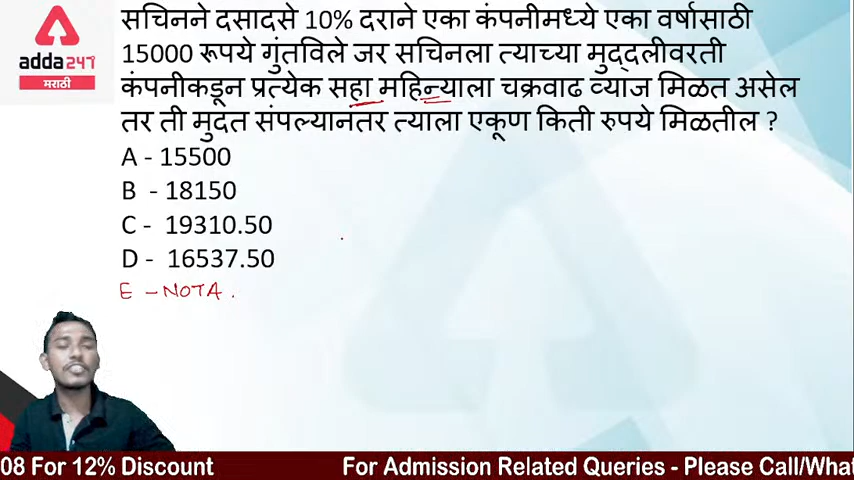 सचिनने दसादसे 10% दराने एका कंपनीमध्ये एका वर्षासाठी
15000 रूपये गुंतविले जर सचिनला त्याच्या मुद्दलीवरती
कंपनीकडून प्रत्येक सहा महिन्याला चक्रवाढ व्याज मिळत असेल
तर ती मुदत संपल्यानंतर त्याला एकूण किती रुपये मिळतील ?
A - 15500
B - 18150
C - 19310.50
D - 16537.50
E - NOTA.
adda247
मराठी
08 For 12% Discount
For Admission Related Queries - Please Call/What